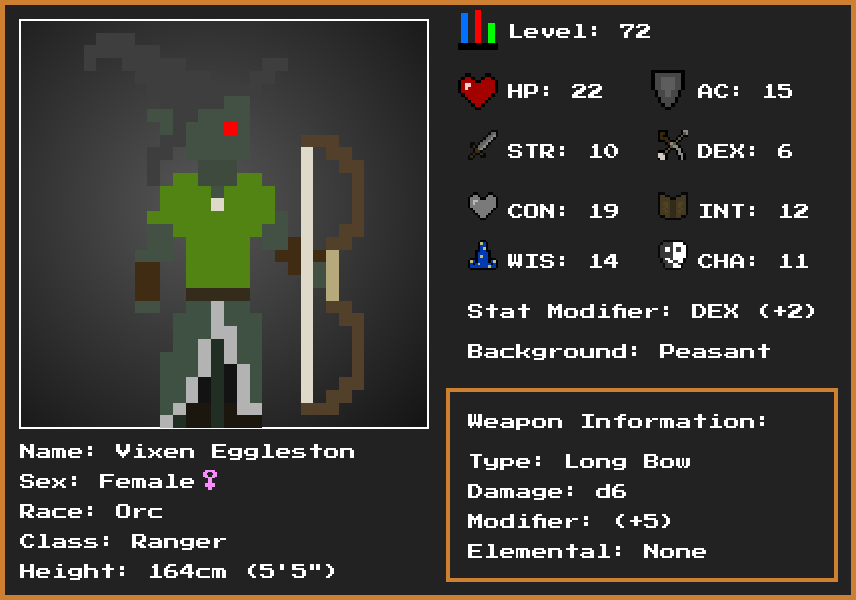 Level: 72
HP: 22
AC: 15
STR: 10
DEX: 6
CON: 19
INT: 12
WIS: 14
CHA: 11
Stat Modifier: DEX (+2)
Background: Peasant
Weapon Information:
Type: Long Bow
Damage: d6
Modifier: (+5)
Elemental: None
Name: Vixen Eggleston
Sex: Female♀
Race: Orc
Class: Ranger
Height: 164cm (5'5")